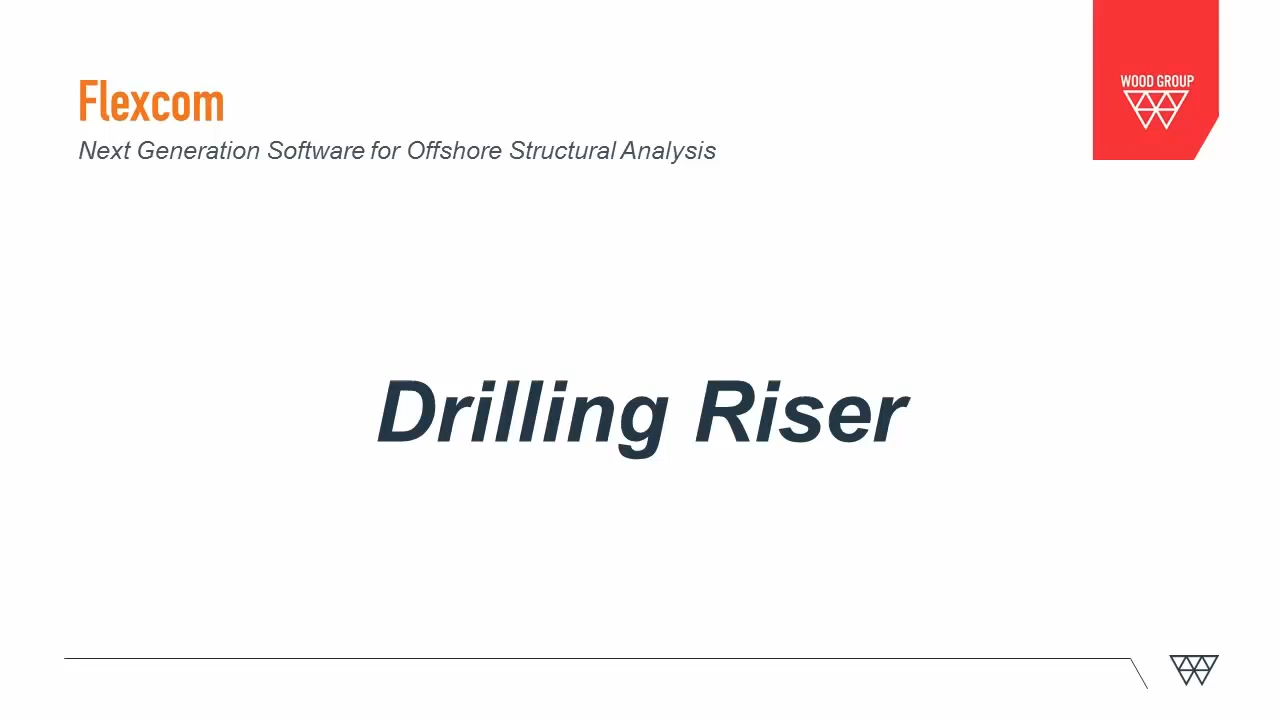 Flexcom
Next Generation Software for Offshore Structural Analysis
WOOD GROUP
Drilling Riser